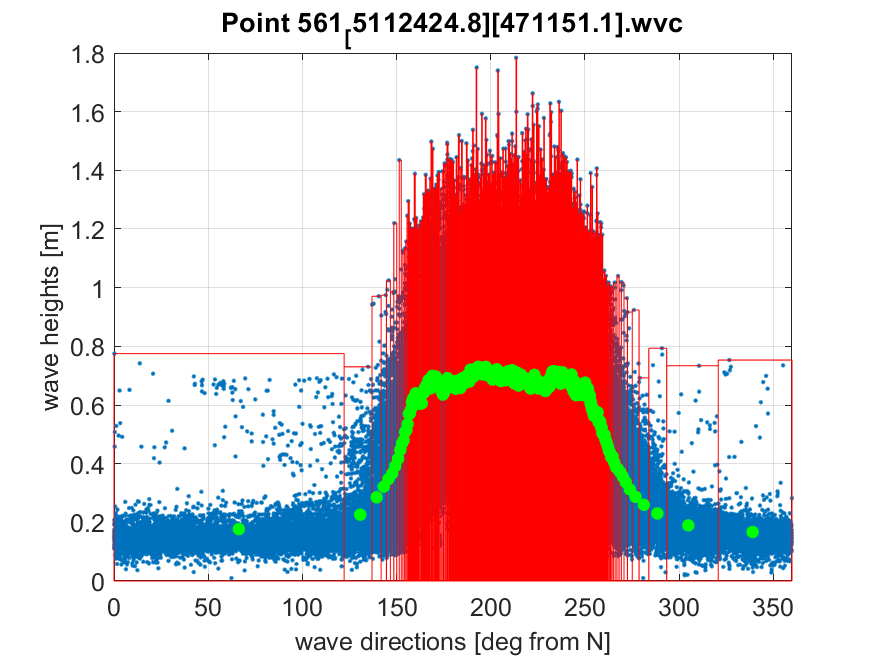 Point 561[5112424.8][471151.1].wvc
1.8
1.6
1.4
1.2
1
0.8
0.6
0.4
0.2
0
wave heights [m]
0 50 100 150 200 250 300 350
wave directions [deg from N]